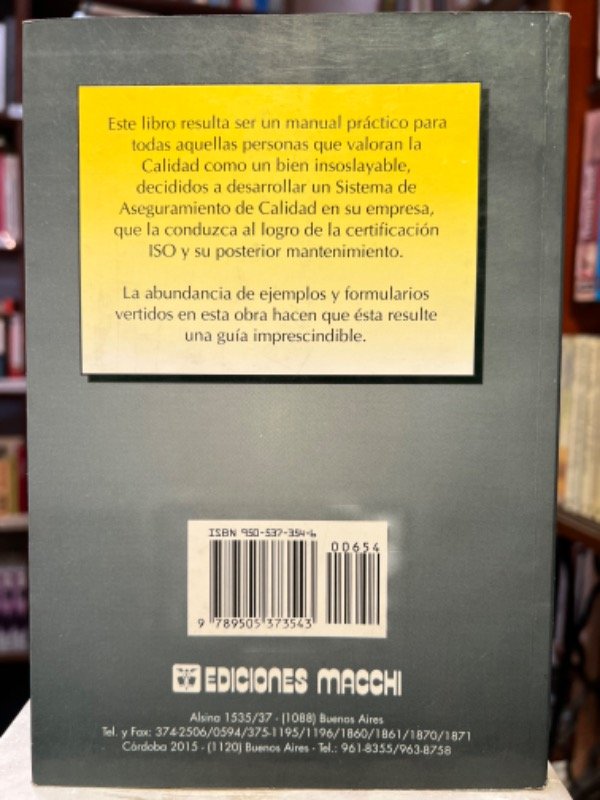 Este libro resulta ser un manual práctico para
todas aquellas personas que valoran la
Calidad como un bien insoslayable,
decididos a desarrollar un Sistema de
Aseguramiento de Calidad en su empresa,
que la conduzca al logro de la certificación
ISO y su posterior mantenimiento.
La abundancia de ejemplos y formularios
vertidos en esta obra hacen que ésta resulte
una guía imprescindible.
ISBN 950-537-354-6
00654
9 789505 373543
EDICIONES MACCHI
Alsina 1535/37 - (1088) Buenos Aires
Tel. y Fax: 374-2506/0594/375-1195/1196/1860/1861/1870/1871
Córdoba 2015 - (1120) Buenos Aires - Tel.: 961-8355/963-8758